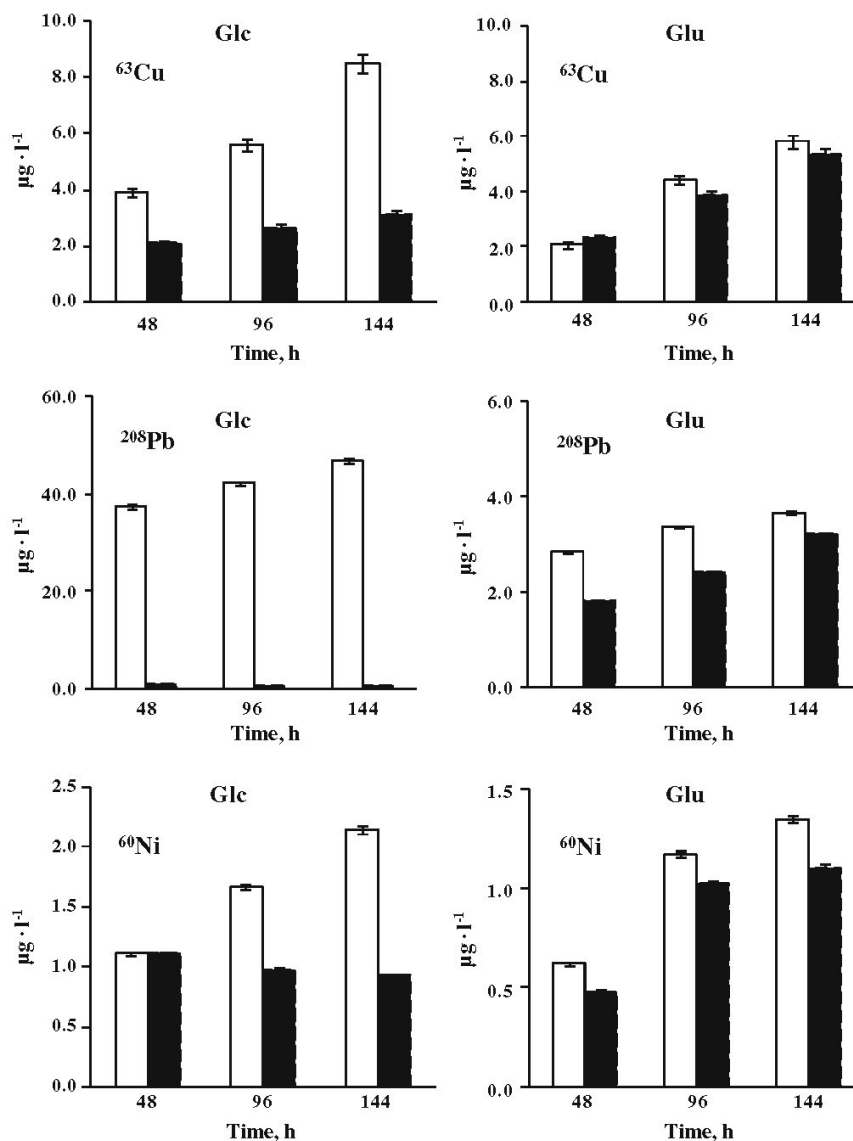 Glc
⁶³Cu
µg · l⁻¹
10.0
8.0
6.0
4.0
2.0
0.0
48 96 144
Time, h
Glu
⁶³Cu
µg · l⁻¹
10.0
8.0
6.0
4.0
2.0
0.0
48 96 144
Time, h
Glc
²⁰⁸Pb
µg · l⁻¹
60.0
40.0
20.0
0.0
48 96 144
Time, h
Glu
²⁰⁸Pb
µg · l⁻¹
6.0
4.0
2.0
0.0
48 96 144
Time, h
Glc
⁶⁰Ni
µg · l⁻¹
2.5
2.0
1.5
1.0
0.5
0.0
48 96 144
Time, h
Glu
⁶⁰Ni
µg · l⁻¹
1.5
1.0
0.5
0.0
48 96 144
Time, h